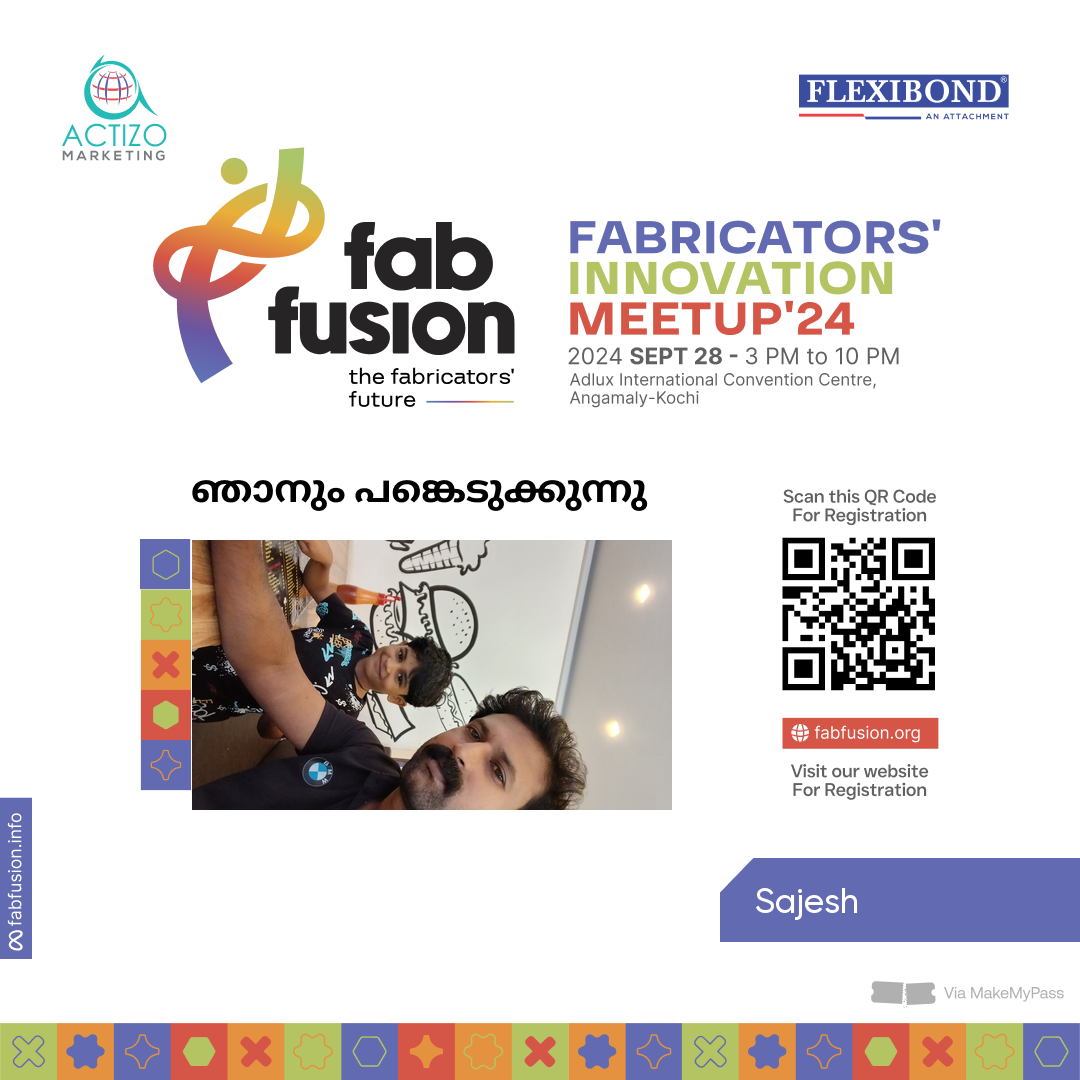 ACTIZO
MARKETING
FLEXIBOND®
AN ATTACHMENT
fab
fusion
the fabricators'
future
FABRICATORS'
INNOVATION
MEETUP'24
2024 SEPT 28 - 3 PM to 10 PM
Adlux International Convention Centre,
Angamaly-Kochi
ഞാനും പങ്കെടുക്കുന്നു
Scan this QR Code
For Registration
BMW
fabfusion.org
Visit our website
For Registration
fabfusion.info
Sajesh
Via MakeMyPass